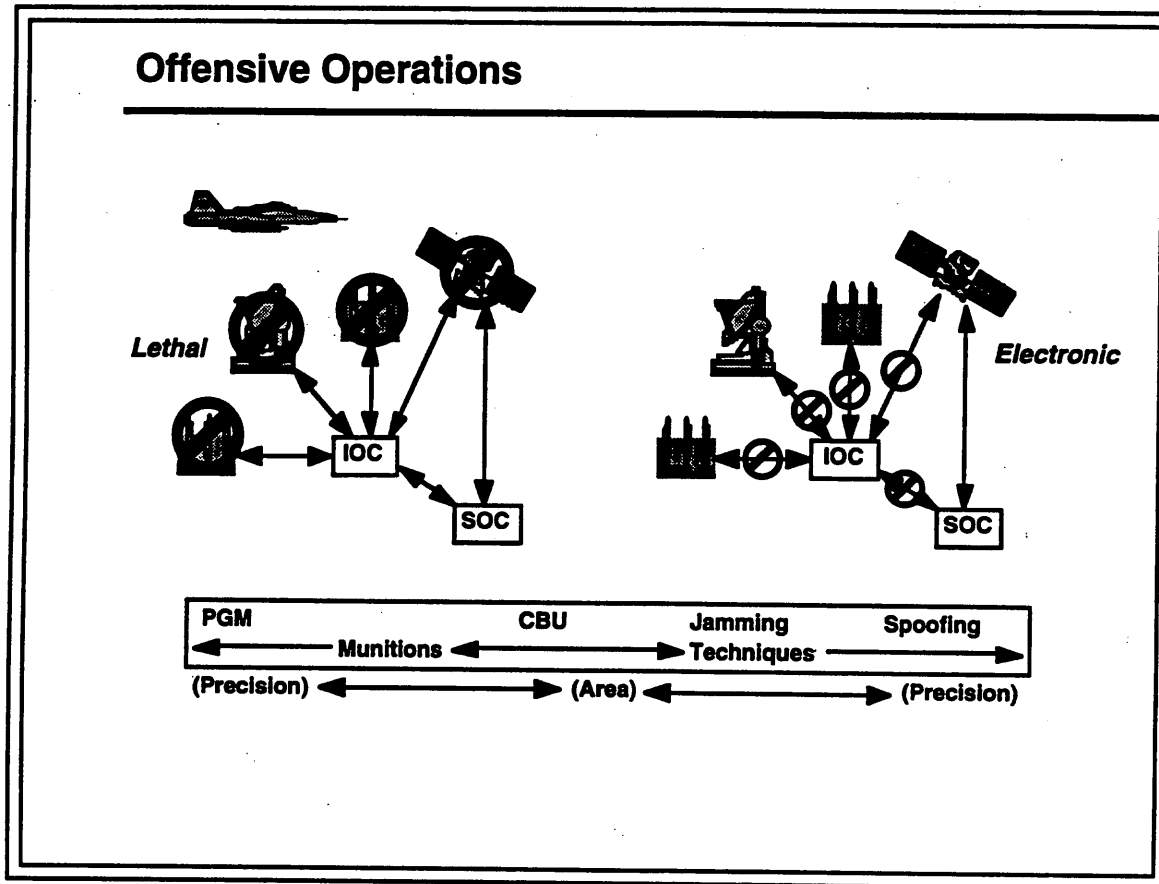 Offensive Operations
Lethal
Electronic
IOC
SOC
IOC
SOC
PGM CBU Jamming Spoofing
Munitions Techniques
(Precision) (Area) (Precision)